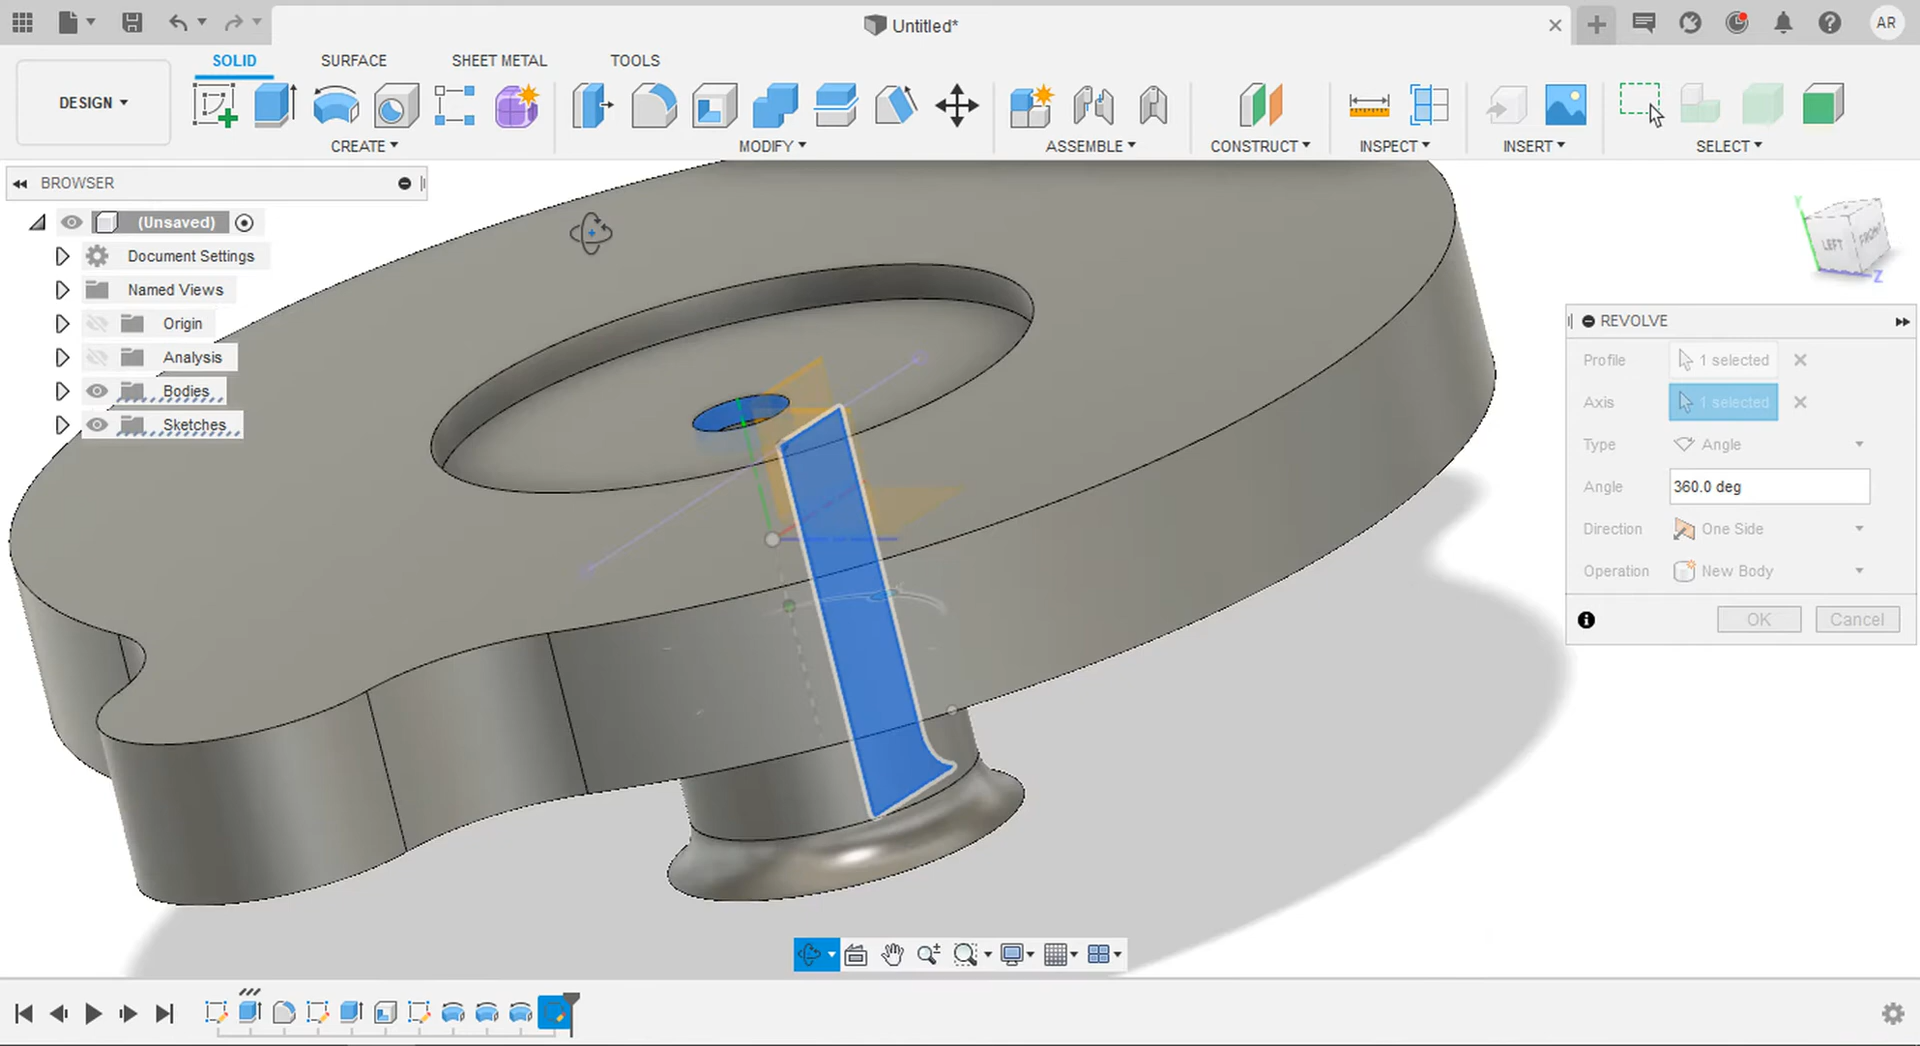 Untitled*
AR
DESIGN
SOLID
SURFACE
SHEET METAL
TOOLS
CREATE
MODIFY
ASSEMBLE
CONSTRUCT
INSPECT
INSERT
SELECT
BROWSER
(Unsaved)
Document Settings
Named Views
Origin
Analysis
Bodies
Sketches
Y
LEFT
FRONT
Z
REVOLVE
Profile
1 selected
Axis
1 selected
Type
Angle
Angle
360.0 deg
Direction
One Side
Operation
New Body
OK
Cancel